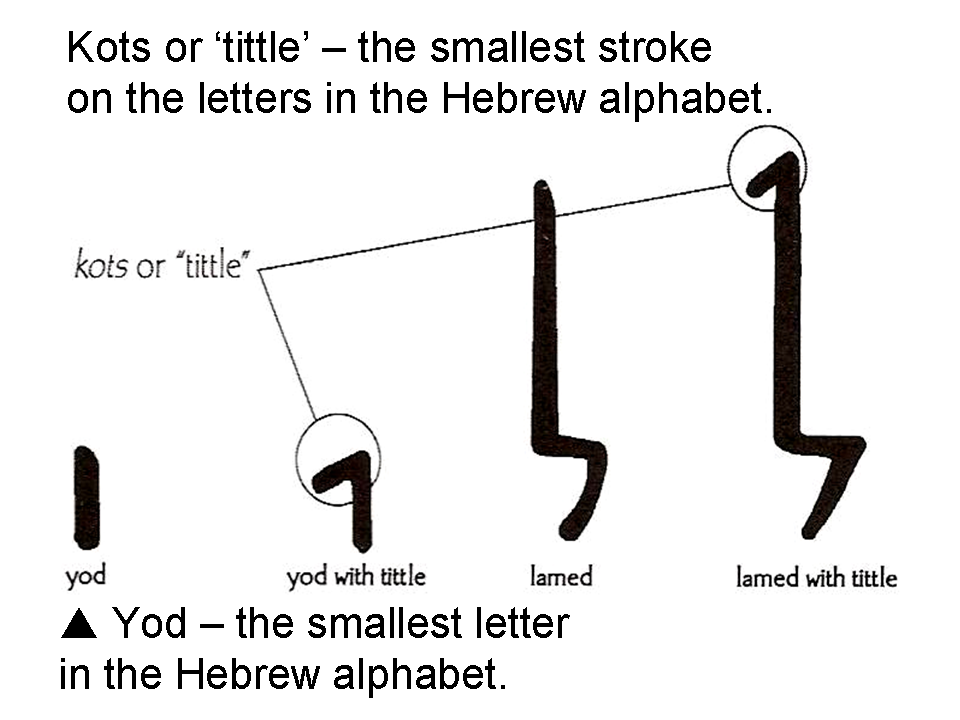 Kots or ‘tittle’ – the smallest stroke
on the letters in the Hebrew alphabet.
kots or “tittle”
yod
yod with tittle
lamed
lamed with tittle
▲ Yod – the smallest letter
in the Hebrew alphabet.